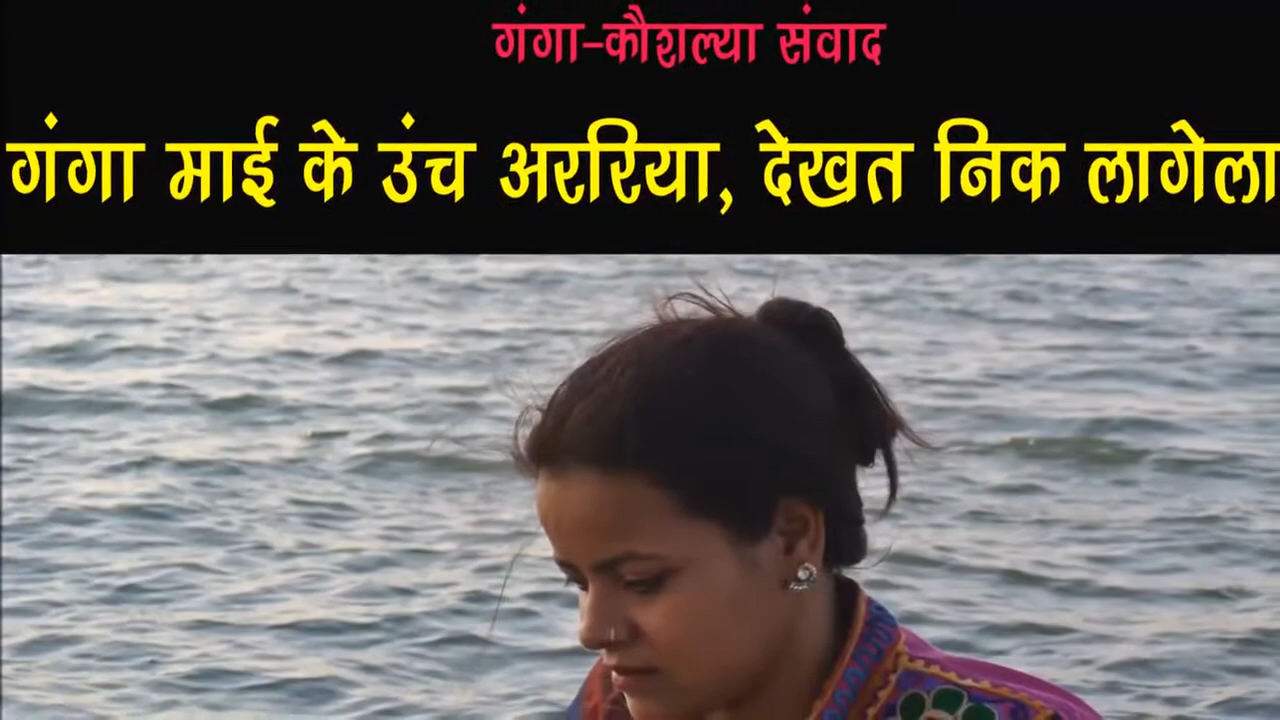 गंगा-कौशल्या संवाद
गंगा माई के उंच अररिया, देखत निक लागेला